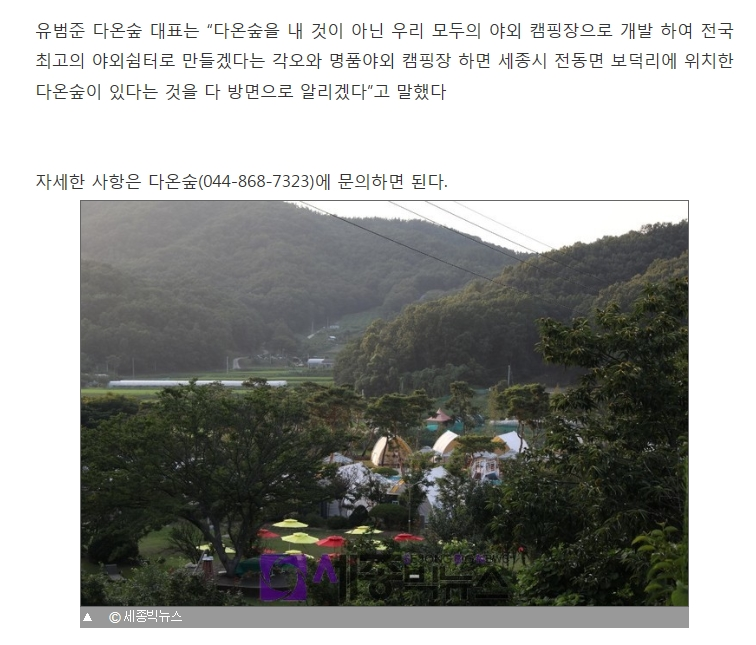 유범준 다온숲 대표는 “다온숲을 내 것이 아닌 우리 모두의 야외 캠핑장으로 개발 하여 전국
최고의 야외쉼터로 만들겠다는 각오와 명품야외 캠핑장 하면 세종시 전동면 보덕리에 위치한
다온숲이 있다는 것을 다 방면으로 알리겠다”고 말했다
자세한 사항은 다온숲(044-868-7323)에 문의하면 된다.
세종빅뉴스
▲ ©세종빅뉴스